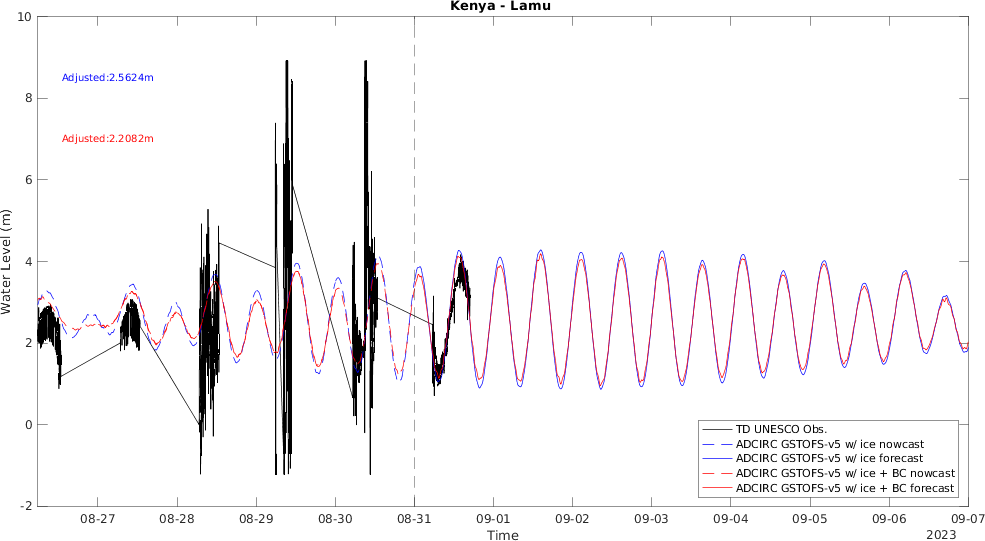 Kenya - Lamu
Adjusted:2.5624m
Adjusted:2.2082m
Water Level (m)
10
8
6
4
2
0
-2
08-27 08-28 08-29 08-30 08-31 09-01 09-02 09-03 09-04 09-05 09-06 09-07
Time
2023
TD UNESCO Obs.
ADCIRC GSTOFS-v5 w/ ice nowcast
ADCIRC GSTOFS-v5 w/ ice forecast
ADCIRC GSTOFS-v5 w/ ice + BC nowcast
ADCIRC GSTOFS-v5 w/ ice + BC forecast